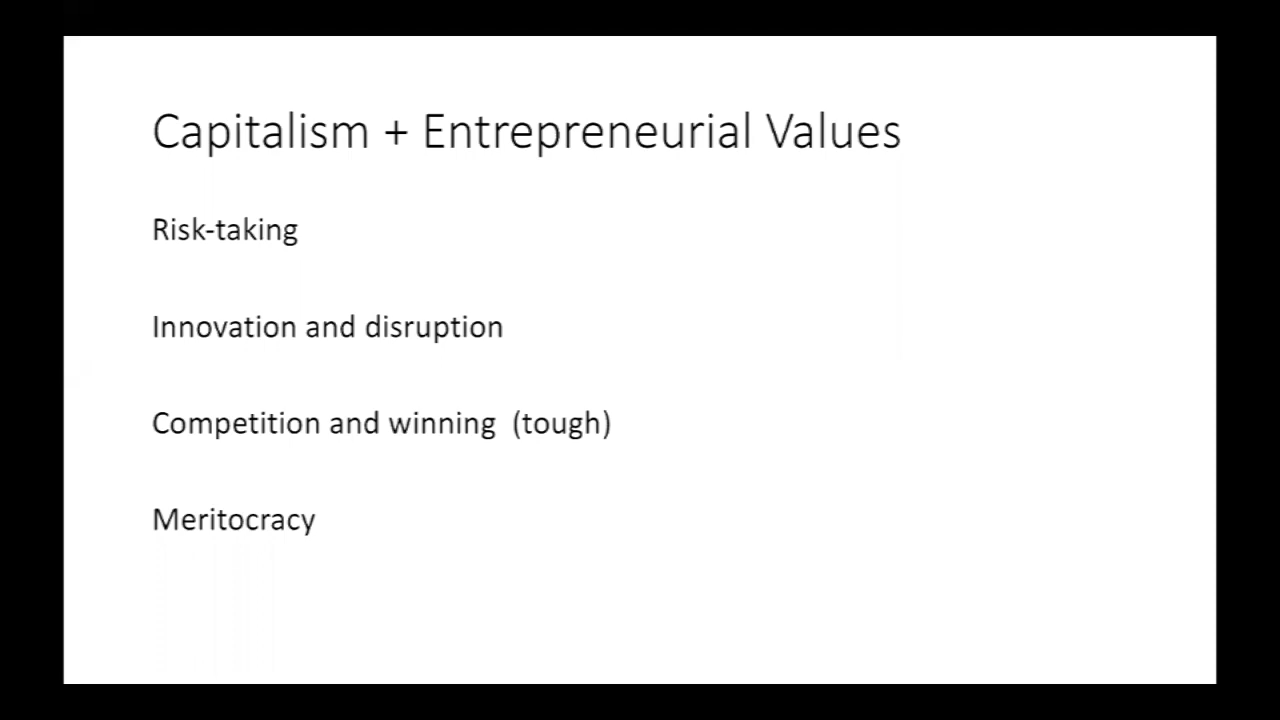 Capitalism + Entrepreneurial Values
Risk-taking
Innovation and disruption
Competition and winning  (tough)
Meritocracy